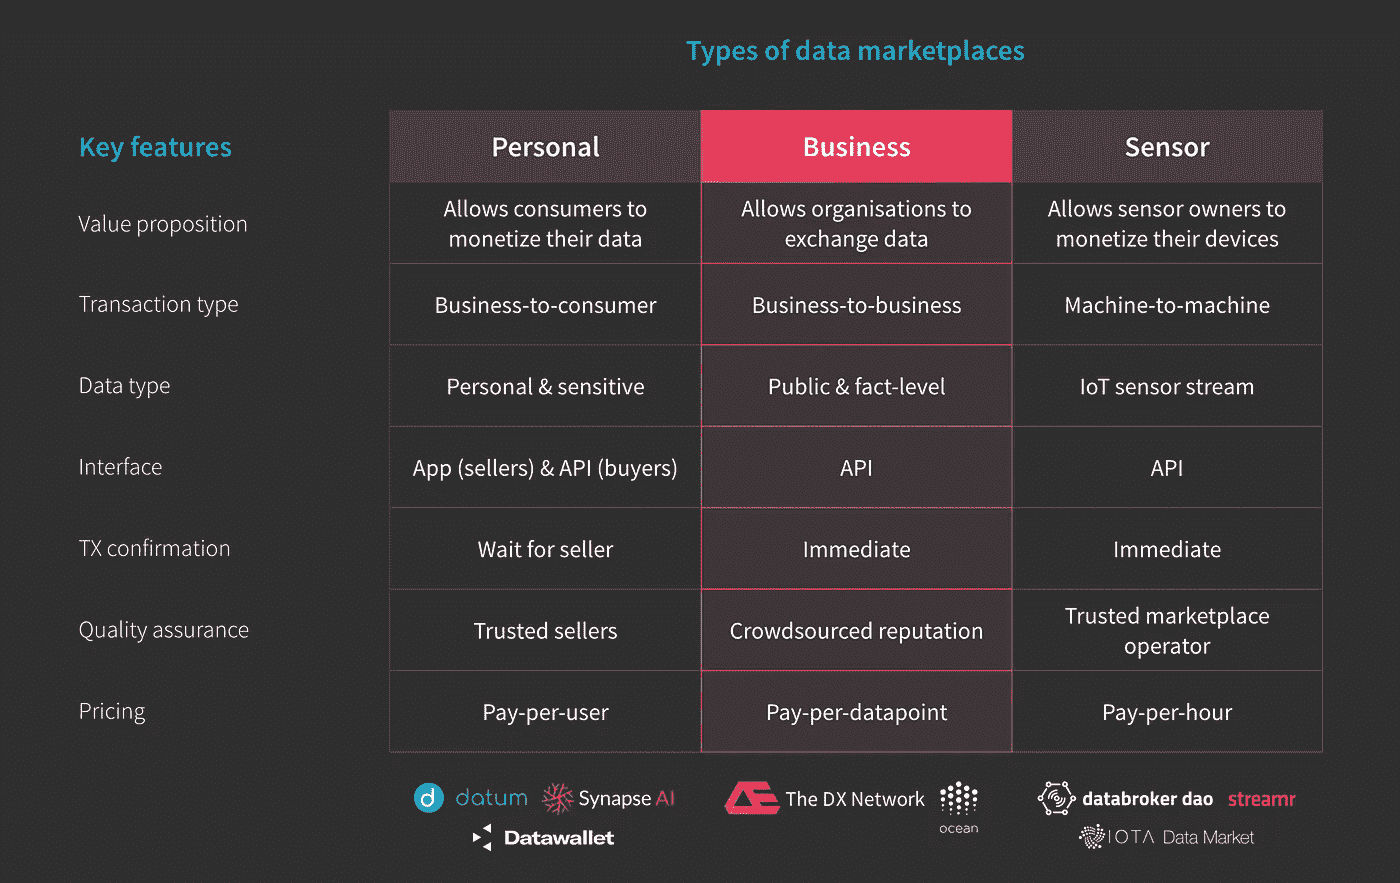 Types of data marketplaces
Key features
Personal
Business
Sensor
Value proposition
Allows consumers to
monetize their data
Allows organisations to
exchange data
Allows sensor owners to
monetize their devices
Transaction type
Business-to-consumer
Business-to-business
Machine-to-machine
Data type
Personal & sensitive
Public & fact-level
IoT sensor stream
Interface
App (sellers) & API (buyers)
API
API
TX confirmation
Wait for seller
Immediate
Immediate
Quality assurance
Trusted sellers
Crowdsourced reputation
Trusted marketplace
operator
Pricing
Pay-per-user
Pay-per-datapoint
Pay-per-hour
d datum
Synapse AI
Datawallet
The DX Network
ocean
databroker dao
streamr
IOTA Data Market